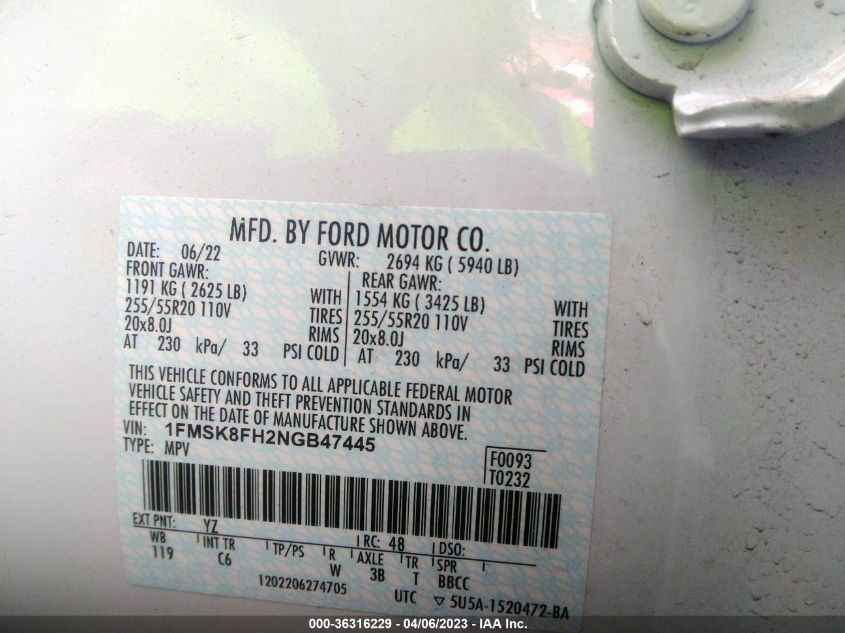 MFD. BY FORD MOTOR CO.
DATE: 06/22 GVWR: 2694 KG ( 5940 LB)
FRONT GAWR: REAR GAWR:
1191 KG ( 2625 LB) WITH 1554 KG ( 3425 LB) WITH
255/55R20 110V TIRES 255/55R20 110V TIRES
20x8.0J RIMS 20x8.0J RIMS
AT 230 kPa/ 33 PSI COLD AT 230 kPa/ 33 PSI COLD
THIS VEHICLE CONFORMS TO ALL APPLICABLE FEDERAL MOTOR
VEHICLE SAFETY AND THEFT PREVENTION STANDARDS IN
EFFECT ON THE DATE OF MANUFACTURE SHOWN ABOVE.
VIN: 1FMSK8FH2NGB47445
TYPE: MPV
F0093
T0232
EXT PNT: YZ RC: 48 DSO:
WB INT TR TP/PS R AXLE TR SPR
119 C6 W 3B T BBCC
1202206274705 UTC ▽ 5U5A-1520472-BA
000-36316229 - 04/06/2023 - IAA Inc.